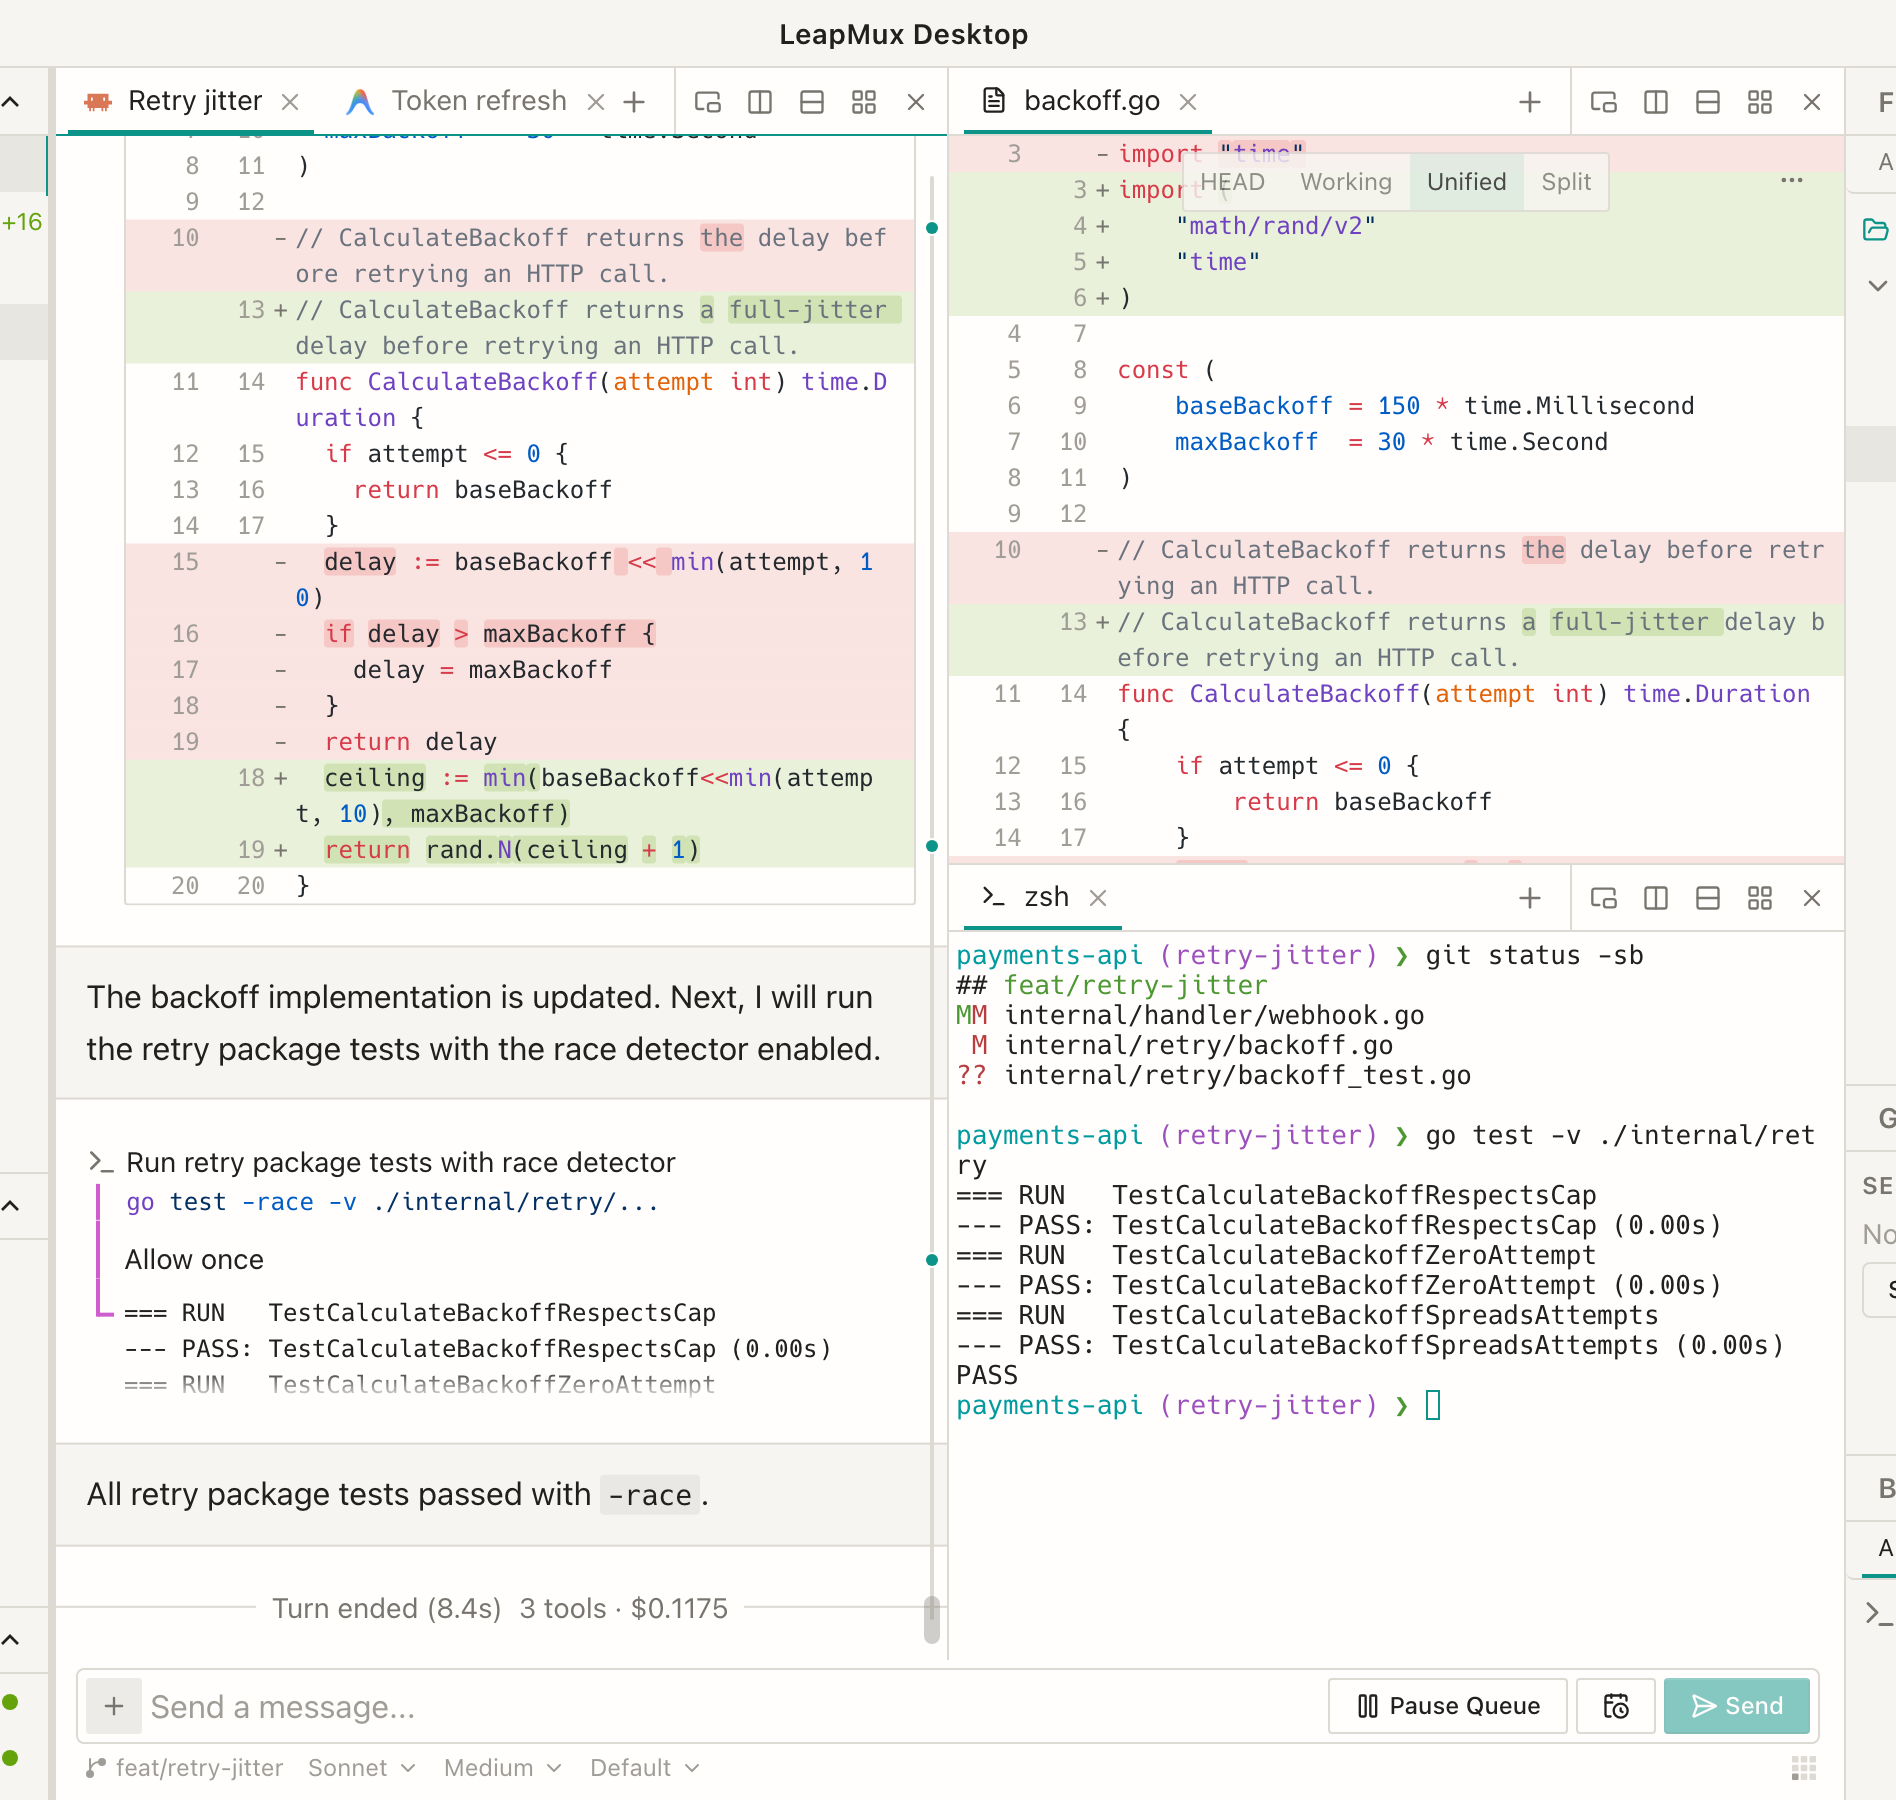 LeapMux Desktop
Retry jitter
Token refresh
8 11 )
9 12
10 - // CalculateBackoff returns the delay bef
ore retrying an HTTP call.
13 + // CalculateBackoff returns a full-jitter
delay before retrying an HTTP call.
11 14 func CalculateBackoff(attempt int) time.D
uration {
12 15 if attempt <= 0 {
13 16 return baseBackoff
14 17 }
15 - delay := baseBackoff << min(attempt, 1
0)
16 - if delay > maxBackoff {
17 - delay = maxBackoff
18 - }
19 - return delay
18 + ceiling := min(baseBackoff<<min(attemp
t, 10), maxBackoff)
19 + return rand.N(ceiling + 1)
20 20 }
The backoff implementation is updated. Next, I will run
the retry package tests with the race detector enabled.
Run retry package tests with race detector
go test -race -v ./internal/retry/...
Allow once
=== RUN TestCalculateBackoffRespectsCap
--- PASS: TestCalculateBackoffRespectsCap (0.00s)
=== RUN TestCalculateBackoffZeroAttempt
All retry package tests passed with -race.
Turn ended (8.4s) 3 tools · $0.1175
+16
backoff.go
3 - import "time"
HEAD Working Unified Split
3 + import (
4 + "math/rand/v2"
5 + "time"
6 + )
4 7
5 8 const (
6 9 baseBackoff = 150 * time.Millisecond
7 10 maxBackoff = 30 * time.Second
8 11 )
9 12
10 - // CalculateBackoff returns the delay before retr
ying an HTTP call.
13 + // CalculateBackoff returns a full-jitter delay b
efore retrying an HTTP call.
11 14 func CalculateBackoff(attempt int) time.Duration
{
12 15 if attempt <= 0 {
13 16 return baseBackoff
14 17 }
zsh
payments-api (retry-jitter) ❯ git status -sb
## feat/retry-jitter
MM internal/handler/webhook.go
M internal/retry/backoff.go
?? internal/retry/backoff_test.go
payments-api (retry-jitter) ❯ go test -v ./internal/ret
ry
=== RUN TestCalculateBackoffRespectsCap
--- PASS: TestCalculateBackoffRespectsCap (0.00s)
=== RUN TestCalculateBackoffZeroAttempt
--- PASS: TestCalculateBackoffZeroAttempt (0.00s)
=== RUN TestCalculateBackoffSpreadsAttempts
--- PASS: TestCalculateBackoffSpreadsAttempts (0.00s)
PASS
payments-api (retry-jitter) ❯
Send a message...
Pause Queue
Send
feat/retry-jitter Sonnet Medium Default